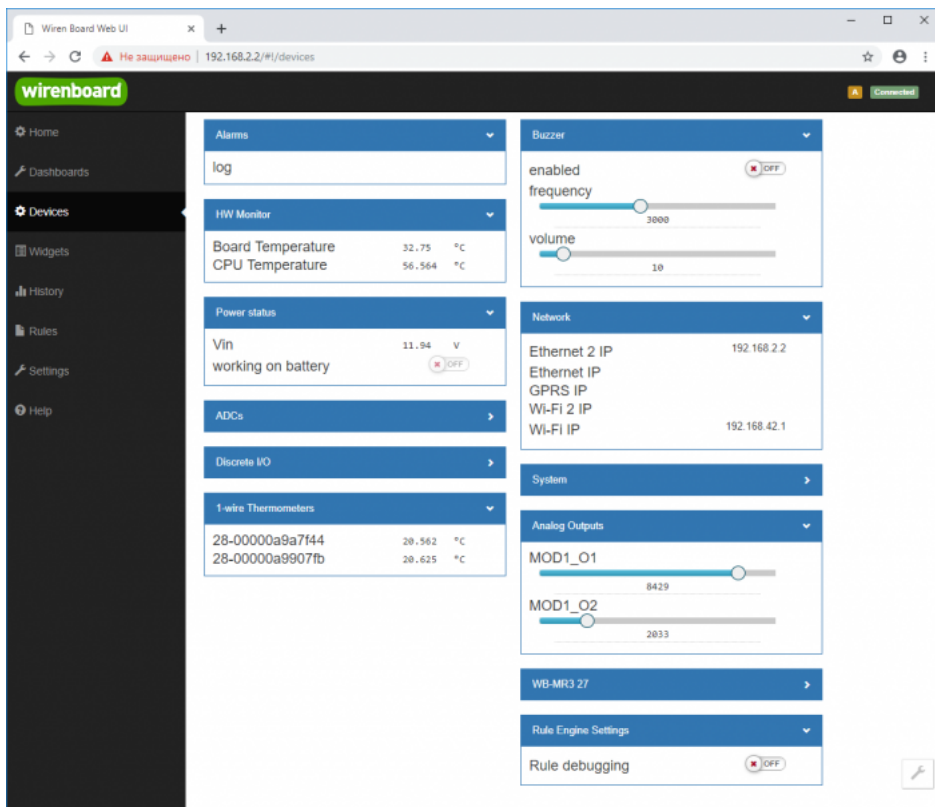 Wiren Board Web UI
Не защищено 192.168.2.2/#!/devices
wirenboard
A Connected
Home
Dashboards
Devices
Widgets
History
Rules
Settings
Help
Alarms
log
HW Monitor
Board Temperature 32.75 °C
CPU Temperature 56.564 °C
Power status
Vin 11.94 V
working on battery OFF
ADCs
Discrete I/O
1-wire Thermometers
28-00000a9a7f44 20.562 °C
28-00000a9907fb 20.625 °C
Buzzer
enabled OFF
frequency
3000
volume
10
Network
Ethernet 2 IP 192.168.2.2
Ethernet IP
GPRS IP
Wi-Fi 2 IP
Wi-Fi IP 192.168.42.1
System
Analog Outputs
MOD1_O1
8429
MOD1_O2
2033
WB-MR3 27
Rule Engine Settings
Rule debugging OFF